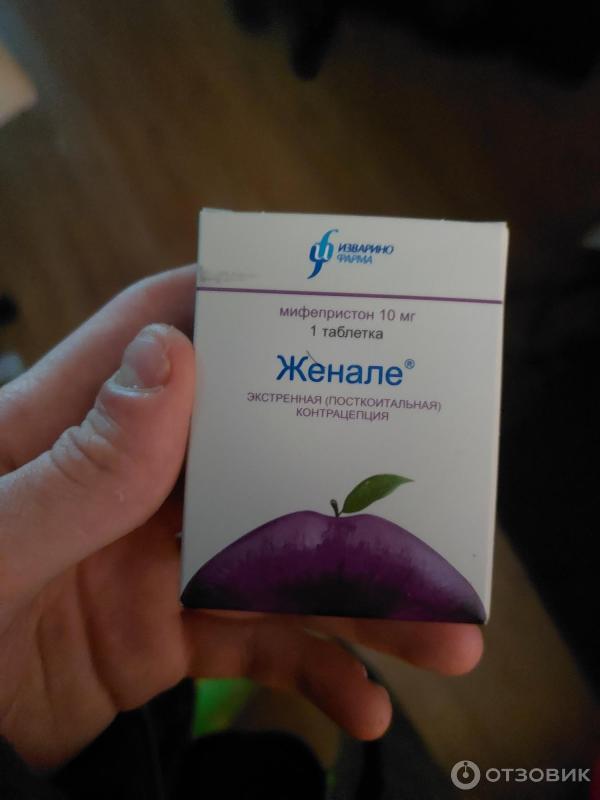 ИЗВАРИНО
ФАРМА
мифепристон 10 мг
1 таблетка
Женале®
ЭКСТРЕННАЯ (ПОСТКОИТАЛЬНАЯ)
КОНТРАЦЕПЦИЯ
ОТЗОВИК